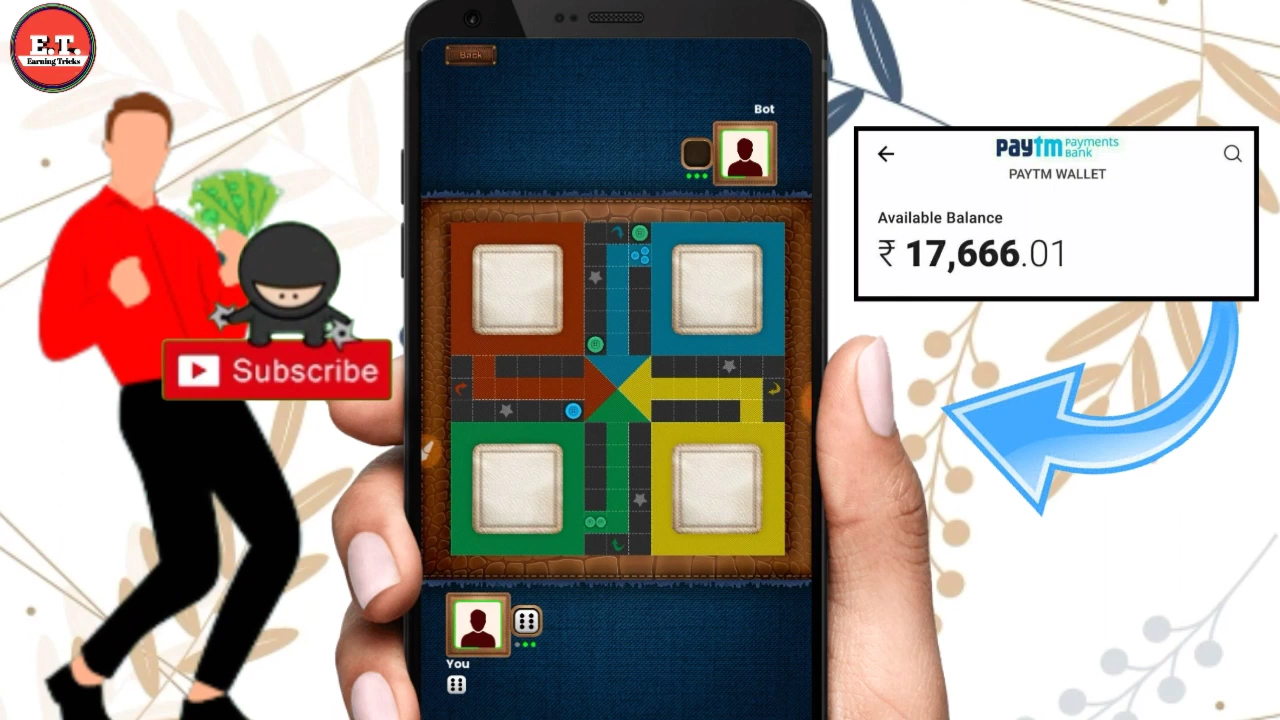 E.T.
Earning Tricks
Back
Bot
paytm Payments Bank
PAYTM WALLET
Available Balance
₹ 17,666.01
Subscribe
You